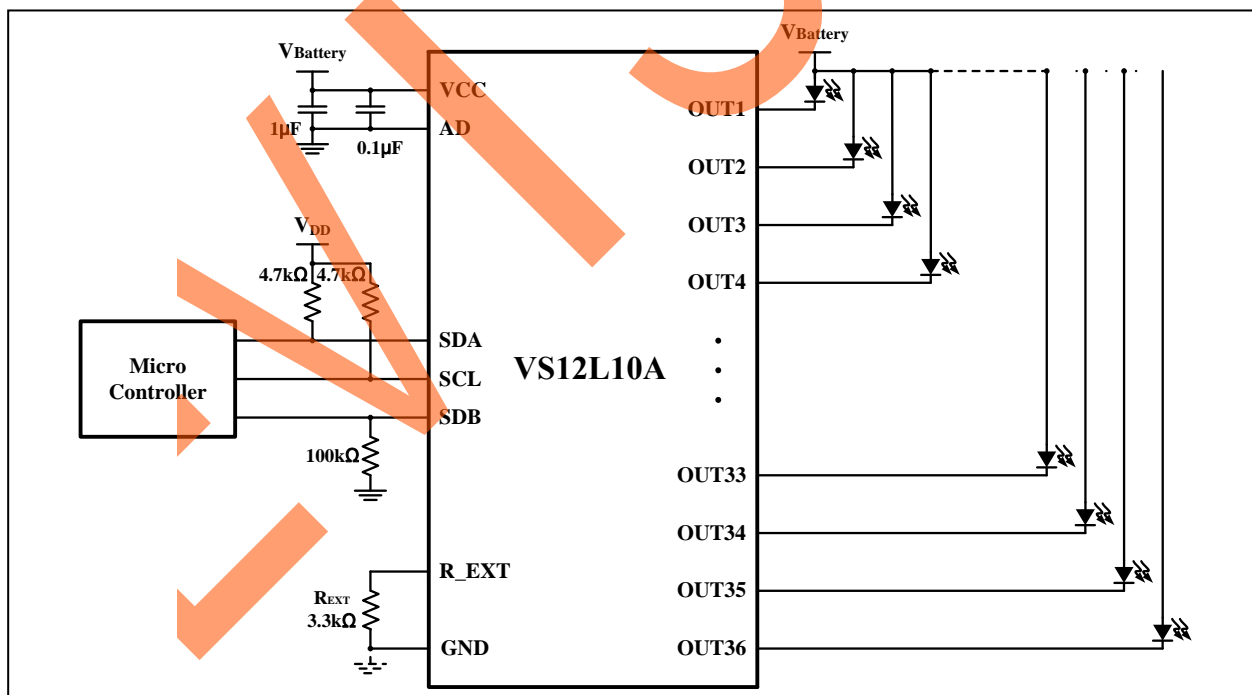 VBattery
VCC
1µF
AD
0.1µF
VDD
4.7kΩ 4.7kΩ
Micro
Controller
SDA
SCL
SDB
100kΩ
R_EXT
REXT
3.3kΩ
GND
VS12L10A
VBattery
OUT1
OUT2
OUT3
OUT4
OUT33
OUT34
OUT35
OUT36